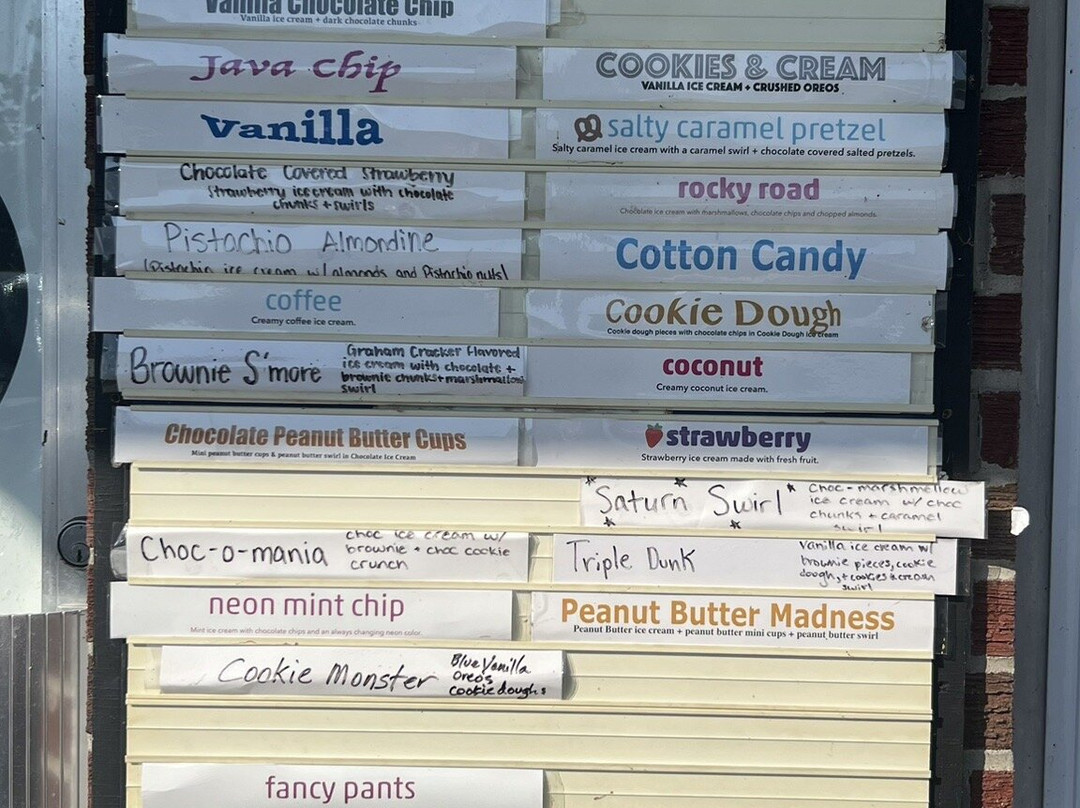 Vanilla Chocolate Chip
Vanilla ice cream + dark chocolate chunks
Java Chip
COOKIES & CREAM
VANILLA ICE CREAM + CRUSHED OREOS
Vanilla
salty caramel pretzel
Salty caramel ice cream with a caramel swirl + chocolate covered salted pretzels.
Chocolate Covered Strawberry
Strawberry ice cream with chocolate
chunks + swirls
rocky road
Chocolate ice cream with marshmallows, chocolate chips and chopped almonds.
Pistachio Almondine
(Pistachio ice cream w/ almonds and Pistachio nuts)
Cotton Candy
coffee
Creamy coffee ice cream.
Cookie Dough
Cookie dough pieces with chocolate chips in Cookie Dough ice cream
Brownie S'more
Graham Cracker Flavored
ice cream with chocolate +
brownie chunks + marshmallow
swirl
coconut
Creamy coconut ice cream.
Chocolate Peanut Butter Cups
Mini peanut butter cups & peanut butter swirl in Chocolate Ice Cream
strawberry
Strawberry ice cream made with fresh fruit.
Saturn Swirl
choc-marshmellow
ice cream w/ choc
chunks + caramel
swirl
Choc-o-mania
choc ice cream w/
brownie + choc cookie
crunch
Triple Dunk
Vanilla ice cream w/
brownie pieces, cookie
dough, + cookies & cream
swirl
neon mint chip
Mint ice cream with chocolate chips and an always changing neon color.
Peanut Butter Madness
Peanut Butter ice cream + peanut butter mini cups + peanut butter swirl
Cookie Monster
Blue Vanilla
Oreos
cookie doughs
fancy pants